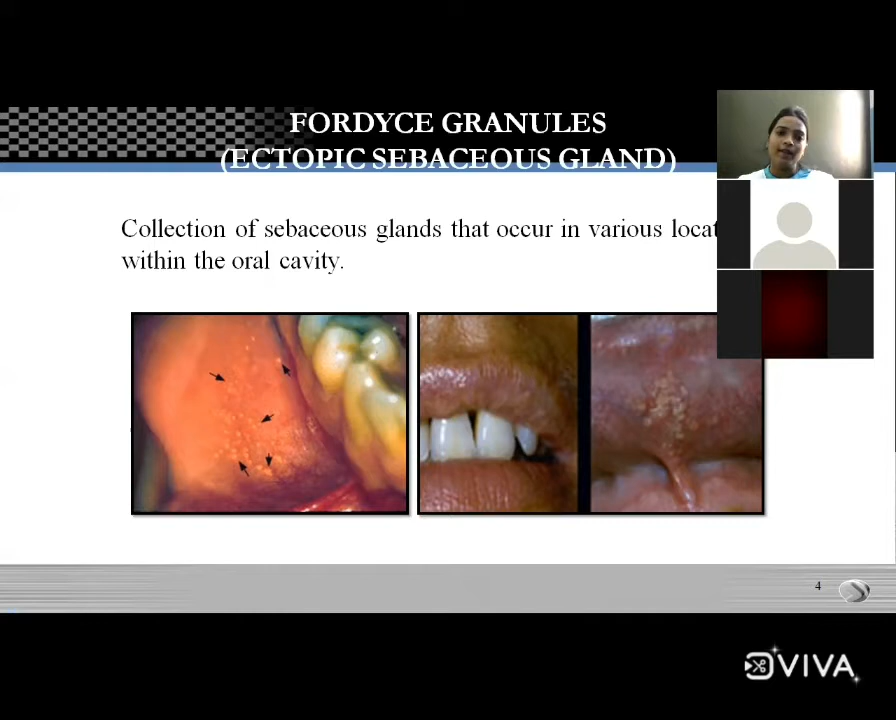 FORDYCE GRANULES
(ECTOPIC SEBACEOUS GLAND)
Collection of sebaceous glands that occur in various
within the oral cavity.
4
VIVA